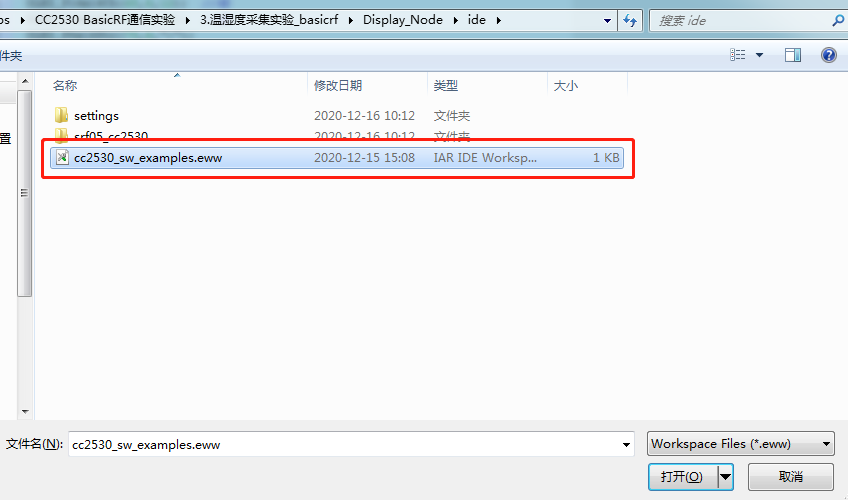 os ▸ CC2530 BasicRF通信实验 ▸ 3.温湿度采集实验_basicrf ▸ Display_Node ▸ ide ▸ 搜索 ide
件夹
名称 修改日期 类型 大小
settings 2020-12-16 10:12 文件夹
srf05_cc2530 2020-12-16 10:12 文件夹
置
cc2530_sw_examples.eww 2020-12-15 15:08 IAR IDE Worksp... 1 KB
文件名(N): cc2530_sw_examples.eww Workspace Files (*.eww)
打开(O) 取消